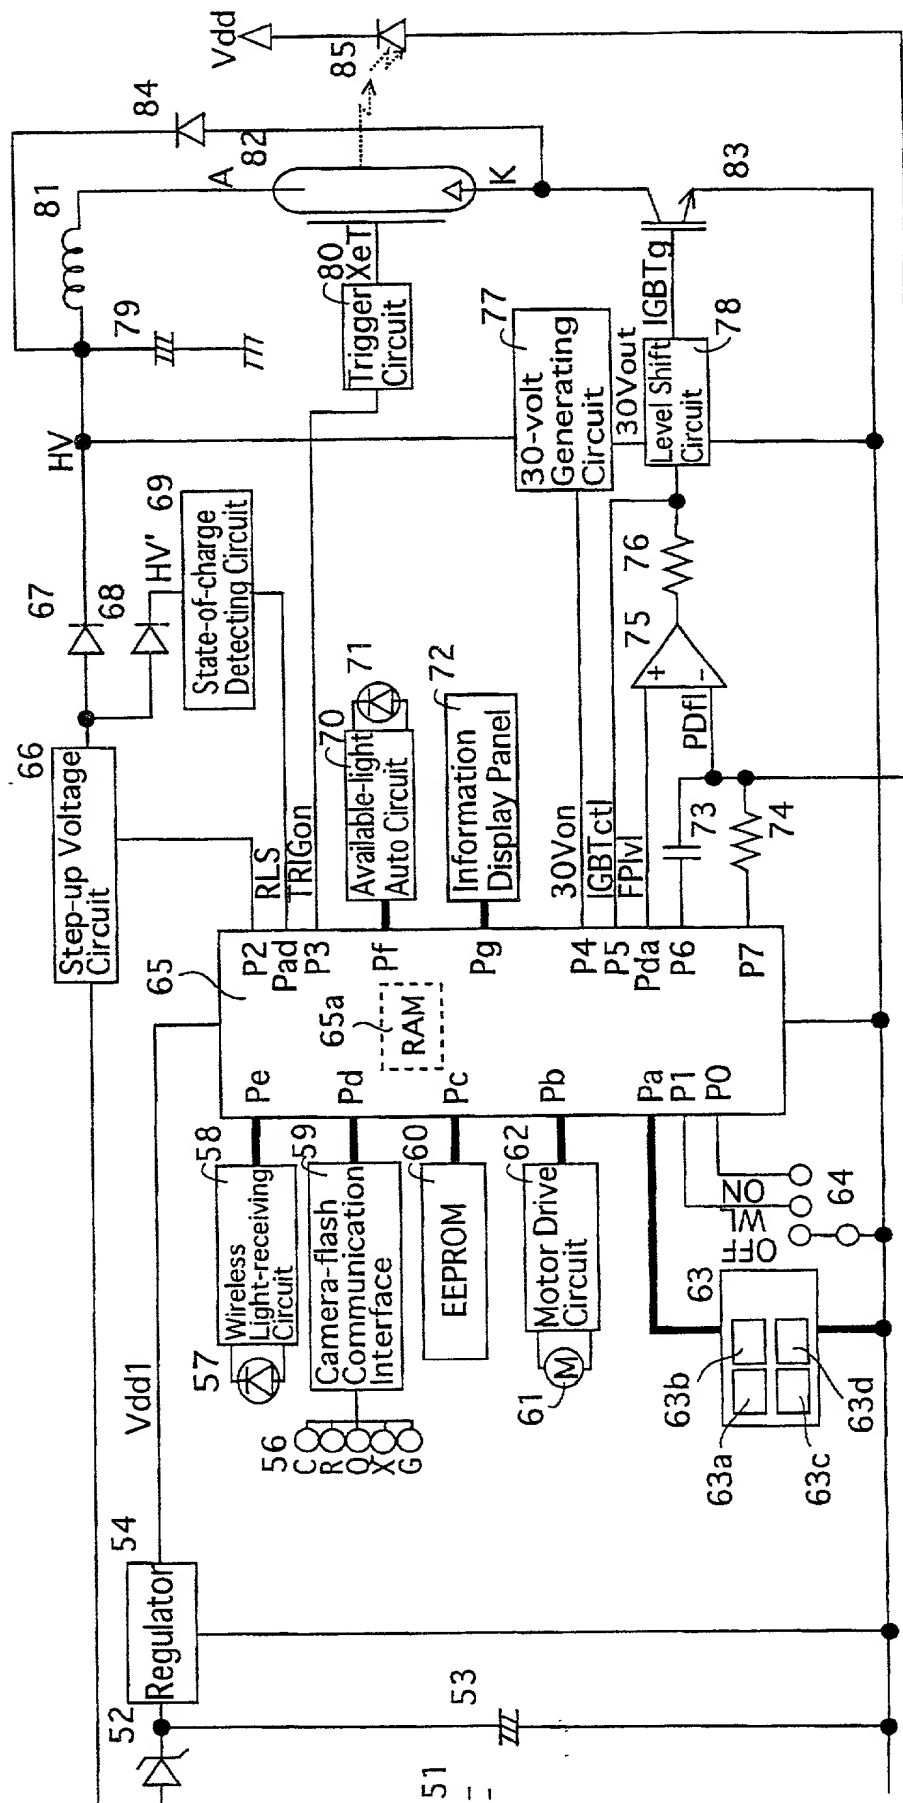 51
52
Regulator
54
53
Vdd1
56
C
R
Q
X
G
57
58
Wireless
Light-receiving
Circuit
59
Camera-flash
Communication
Interface
60
EEPROM
61
M
62
Motor Drive
Circuit
63
63a
63b
63c
63d
OFF
WL
ON
64
65
65a
RAM
Pe
Pd
Pc
Pb
Pa
P1
P0
P2
Pad
P3
Pf
Pg
P4
P5
Pda
P6
P7
RLS
TRIGon
30Von
IGBTctl
FPlvl
66
Step-up Voltage
Circuit
67
68
HV'
69
State-of-charge
Detecting Circuit
70
Available-light
Auto Circuit
71
72
Information
Display Panel
73
74
PDfl
75
+
-
76
77
30-volt
Generating
Circuit
30Vout
78
Level Shift
Circuit
IGBTg
HV
79
80
Trigger
Circuit
XeT
81
A
82
K
83
84
85
Vdd